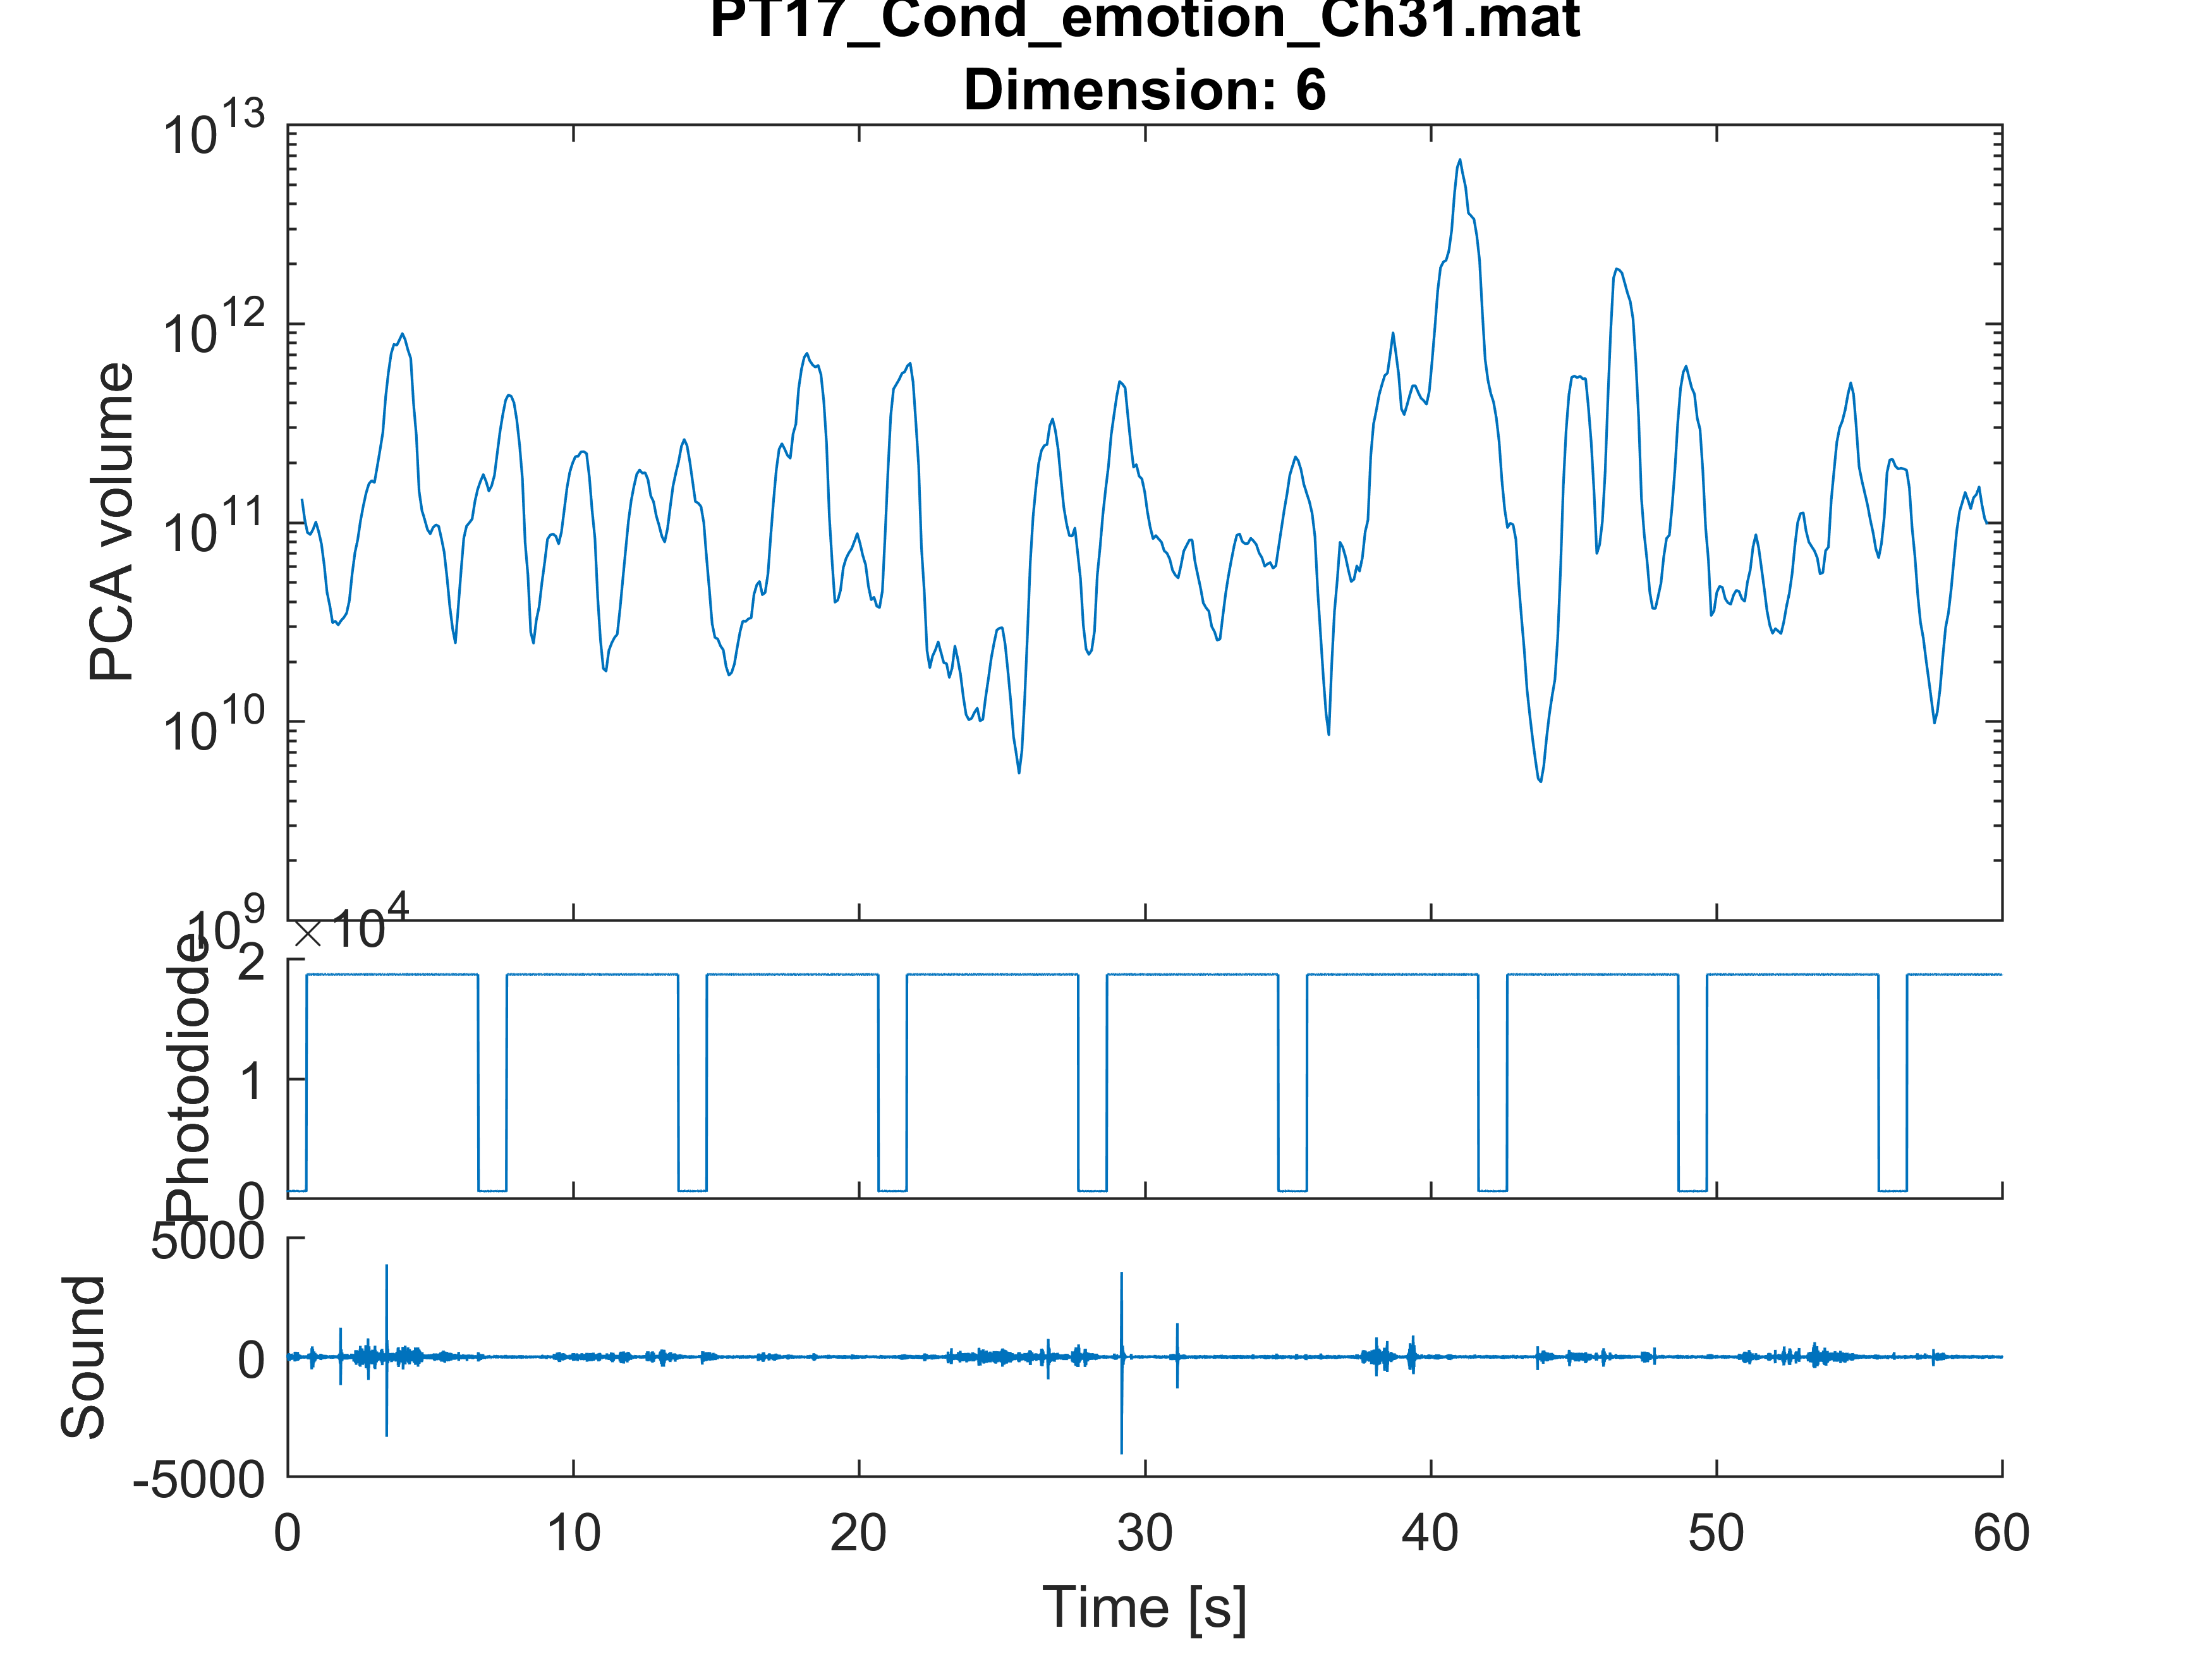 PT17_Cond_emotion_Ch31.mat
Dimension: 6
10^13
10^12
10^11
10^10
10^9
PCA volume
× 10^4
2
1
0
Photodiode
5000
0
-5000
Sound
0 10 20 30 40 50 60
Time [s]